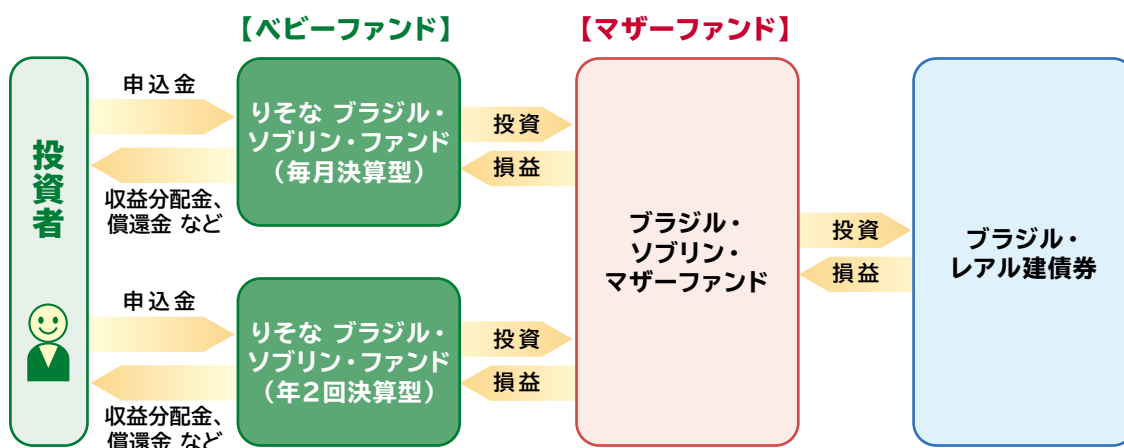 【ベビーファンド】
【マザーファンド】
投資者
申込金
収益分配金、
償還金 など
りそな ブラジル・
ソブリン・ファンド
（毎月決算型）
投資
損益
申込金
収益分配金、
償還金 など
りそな ブラジル・
ソブリン・ファンド
（年2回決算型）
投資
損益
ブラジル・
ソブリン・
マザーファンド
投資
損益
ブラジル・
レアル建債券